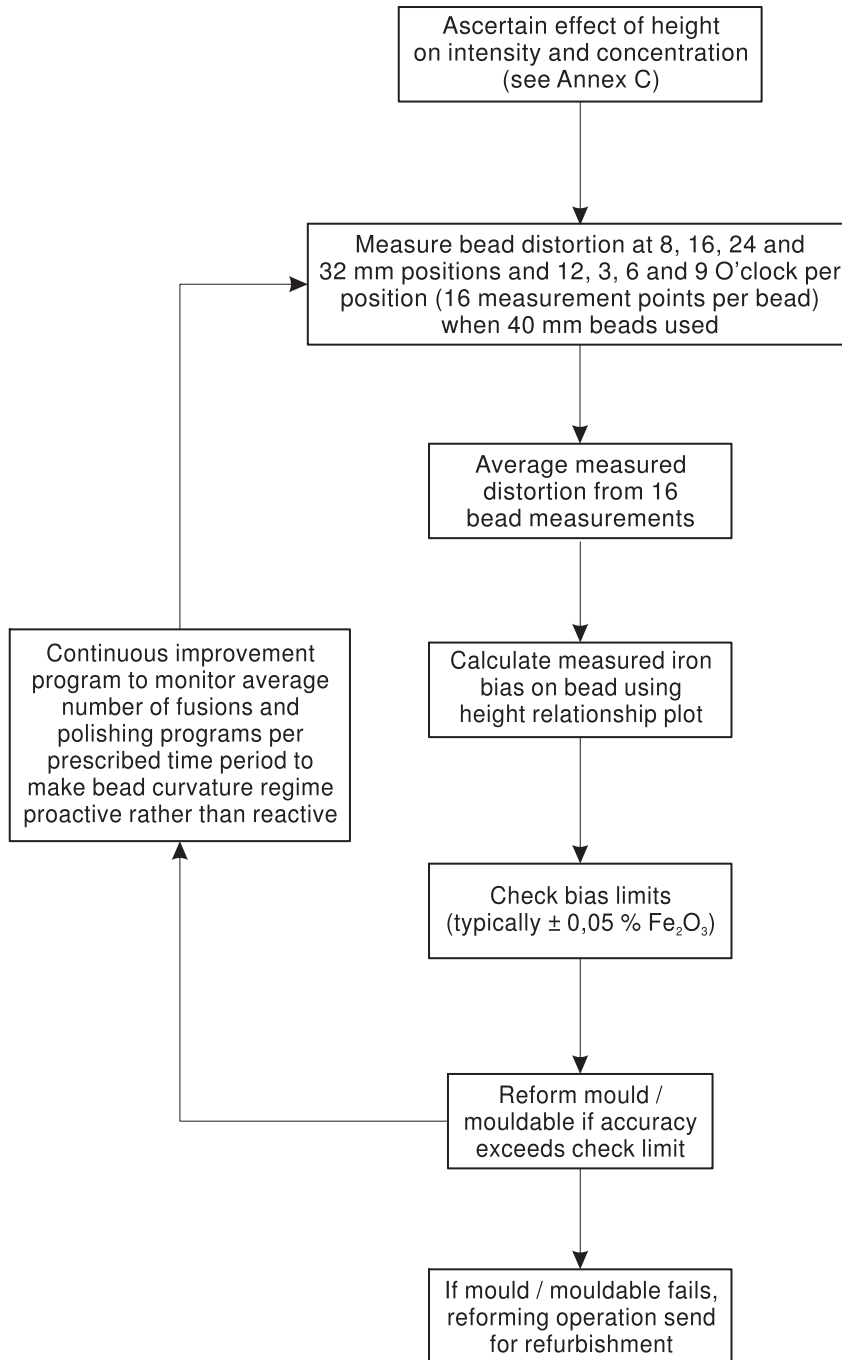 Ascertain effect of height
on intensity and concentration
(see Annex C)
Measure bead distortion at 8, 16, 24 and
32 mm positions and 12, 3, 6 and 9 O'clock per
position (16 measurement points per bead)
when 40 mm beads used
Average measured
distortion from 16
bead measurements
Calculate measured iron
bias on bead using
height relationship plot
Continuous improvement
program to monitor average
number of fusions and
polishing programs per
prescribed time period to
make bead curvature regime
proactive rather than reactive
Check bias limits
(typically ± 0,05 % Fe₂O₃)
Reform mould /
mouldable if accuracy
exceeds check limit
If mould / mouldable fails,
reforming operation send
for refurbishment